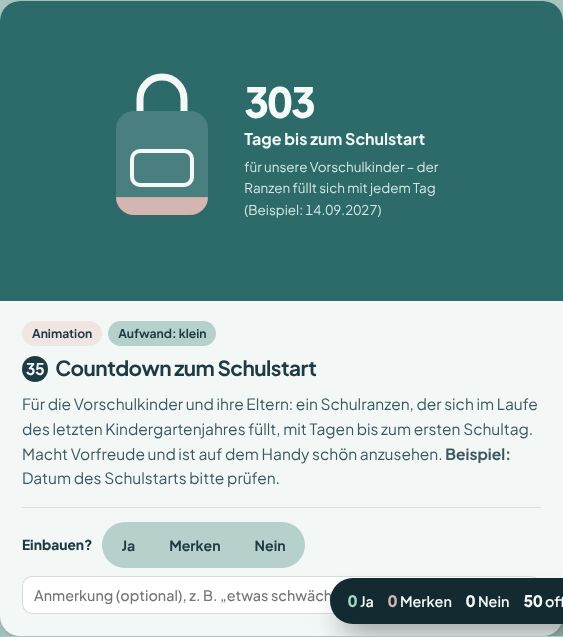 303
Tage bis zum Schulstart
für unsere Vorschulkinder – der
Ranzen füllt sich mit jedem Tag
(Beispiel: 14.09.2027)
Animation
Aufwand: klein
35 Countdown zum Schulstart
Für die Vorschulkinder und ihre Eltern: ein Schulranzen, der sich im Laufe
des letzten Kindergartenjahres füllt, mit Tagen bis zum ersten Schultag.
Macht Vorfreude und ist auf dem Handy schön anzusehen. Beispiel:
Datum des Schulstarts bitte prüfen.
Einbauen? Ja Merken Nein
Anmerkung (optional), z. B. „etwas schwäch
0 Ja 0 Merken 0 Nein 50 off